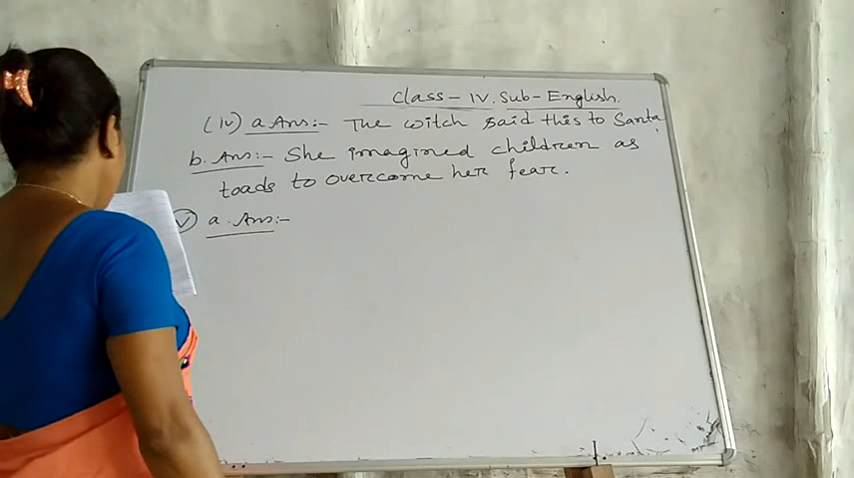 Class - IV. Sub - English.
(iv) a Ans:- The witch said this to Santa.
b. Ans:- She imagined children as
toads to overcome her fear.
(v) a. Ans:-